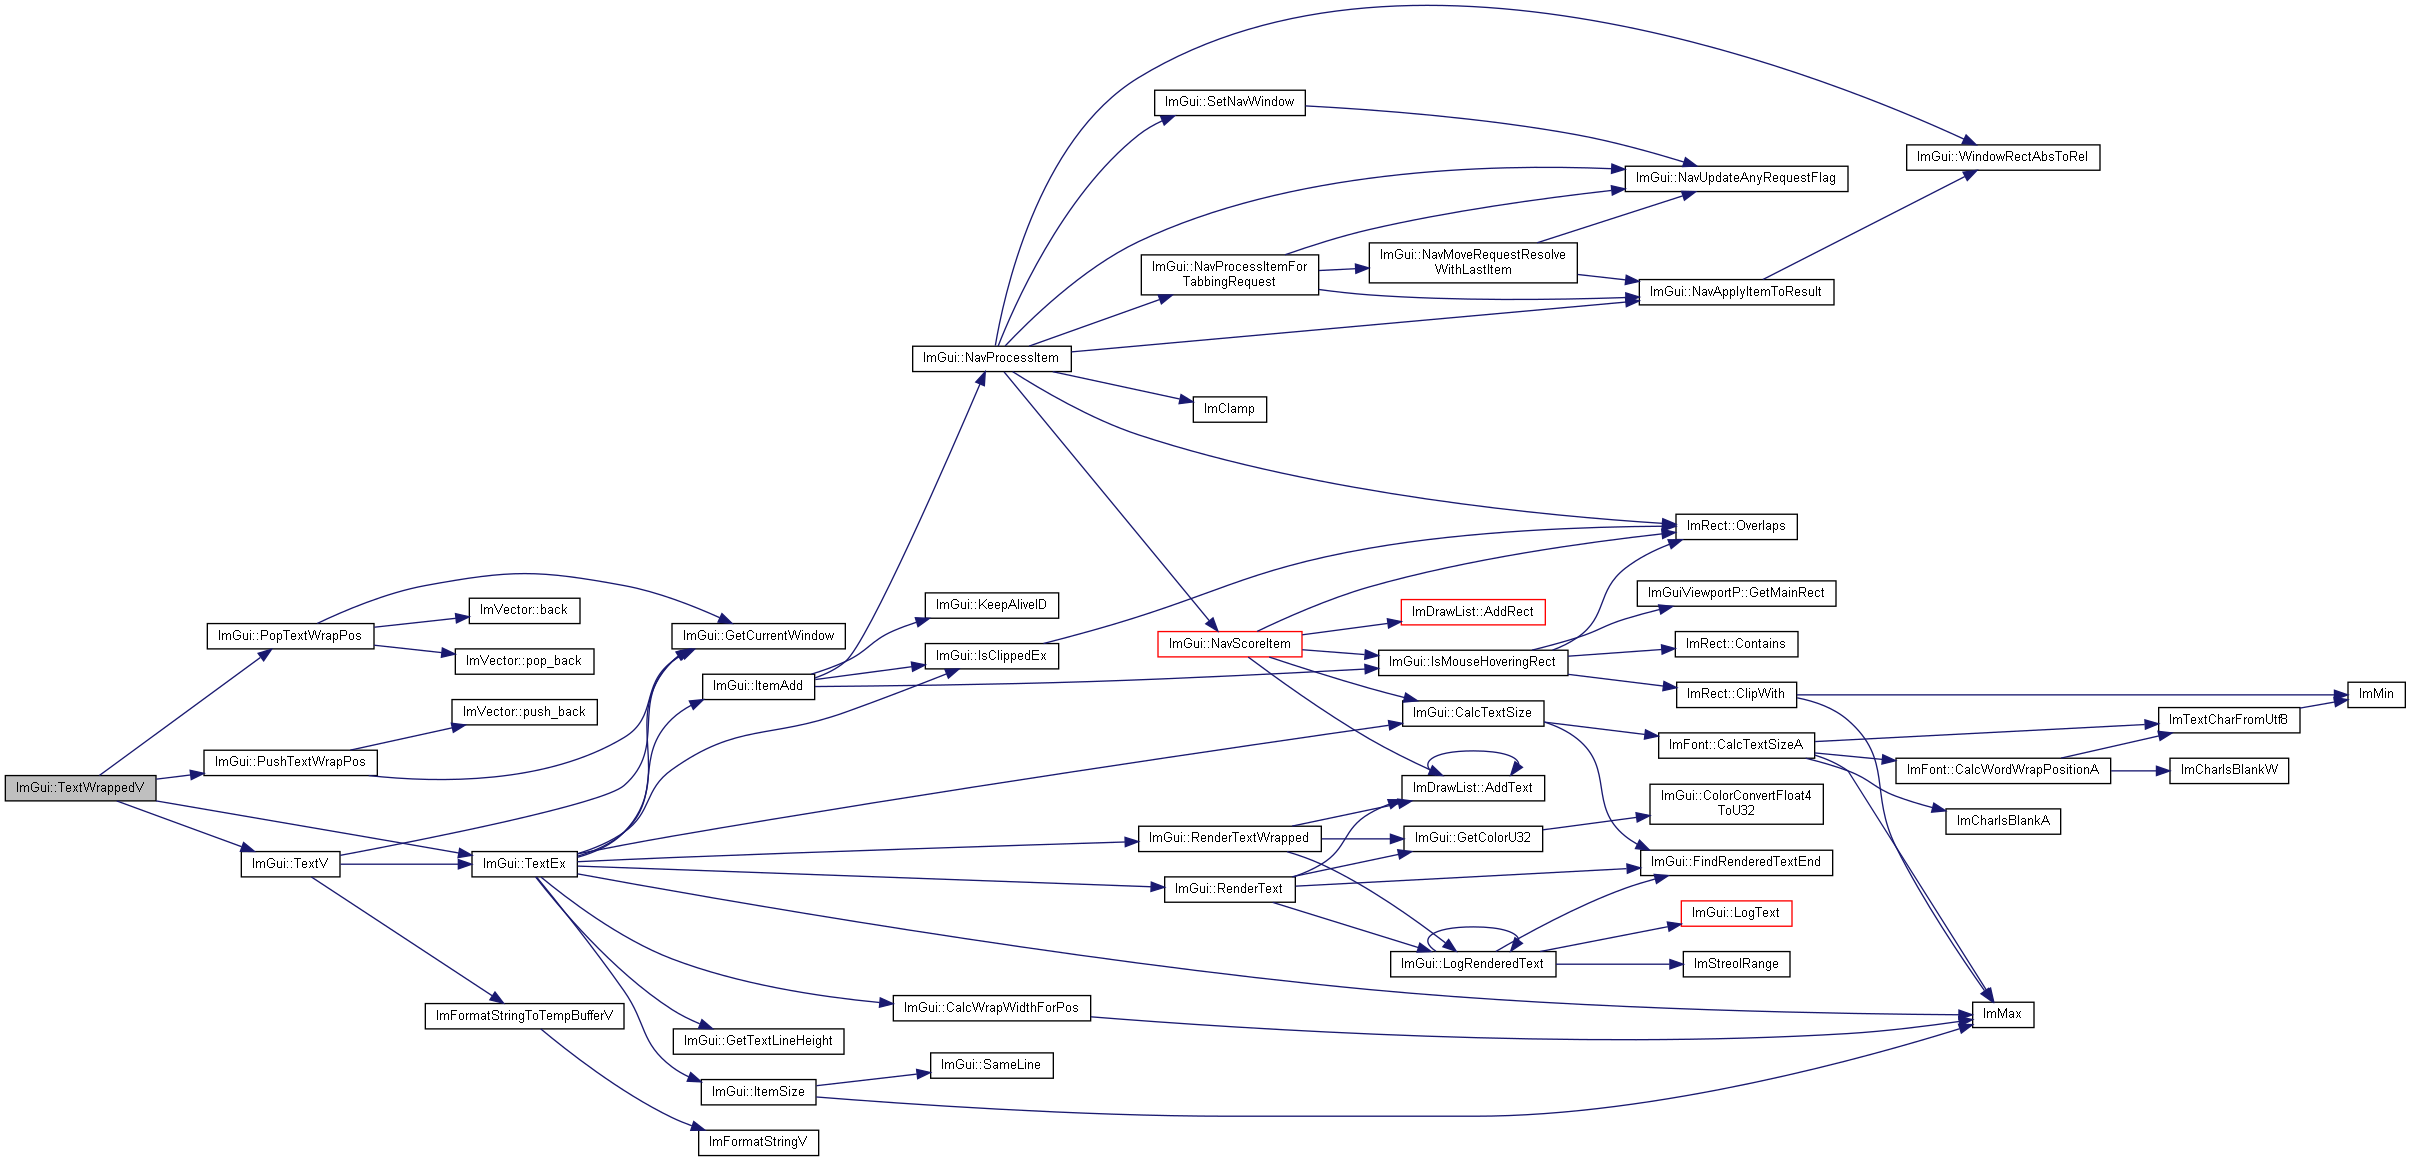 ImGui::SetNavWindow
ImGui::WindowRectAbsToRel
ImGui::NavUpdateAnyRequestFlag
ImGui::NavMoveRequestResolve
WithLastItem
ImGui::NavProcessItemFor
TabbingRequest
ImGui::NavApplyItemToResult
ImGui::NavProcessItem
ImClamp
ImRect::Overlaps
ImGuiViewportP::GetMainRect
ImGui::KeepAliveID
ImVector::back
ImDrawList::AddRect
ImGui::PopTextWrapPos
ImGui::GetCurrentWindow
ImGui::NavScoreItem
ImRect::Contains
ImGui::IsClippedEx
ImVector::pop_back
ImGui::IsMouseHoveringRect
ImGui::ItemAdd
ImRect::ClipWith
ImMin
ImVector::push_back
ImGui::CalcTextSize
ImTextCharFromUtf8
ImFont::CalcTextSizeA
ImGui::PushTextWrapPos
ImFont::CalcWordWrapPositionA
ImCharIsBlankW
ImGui::TextWrappedV
ImDrawList::AddText
ImGui::ColorConvertFloat4
ToU32
ImCharIsBlankA
ImGui::RenderTextWrapped
ImGui::GetColorU32
ImGui::TextV
ImGui::TextEx
ImGui::FindRenderedTextEnd
ImGui::RenderText
ImGui::LogText
ImGui::LogRenderedText
ImStreolRange
ImGui::CalcWrapWidthForPos
ImMax
ImFormatStringToTempBufferV
ImGui::GetTextLineHeight
ImGui::SameLine
ImGui::ItemSize
ImFormatStringV